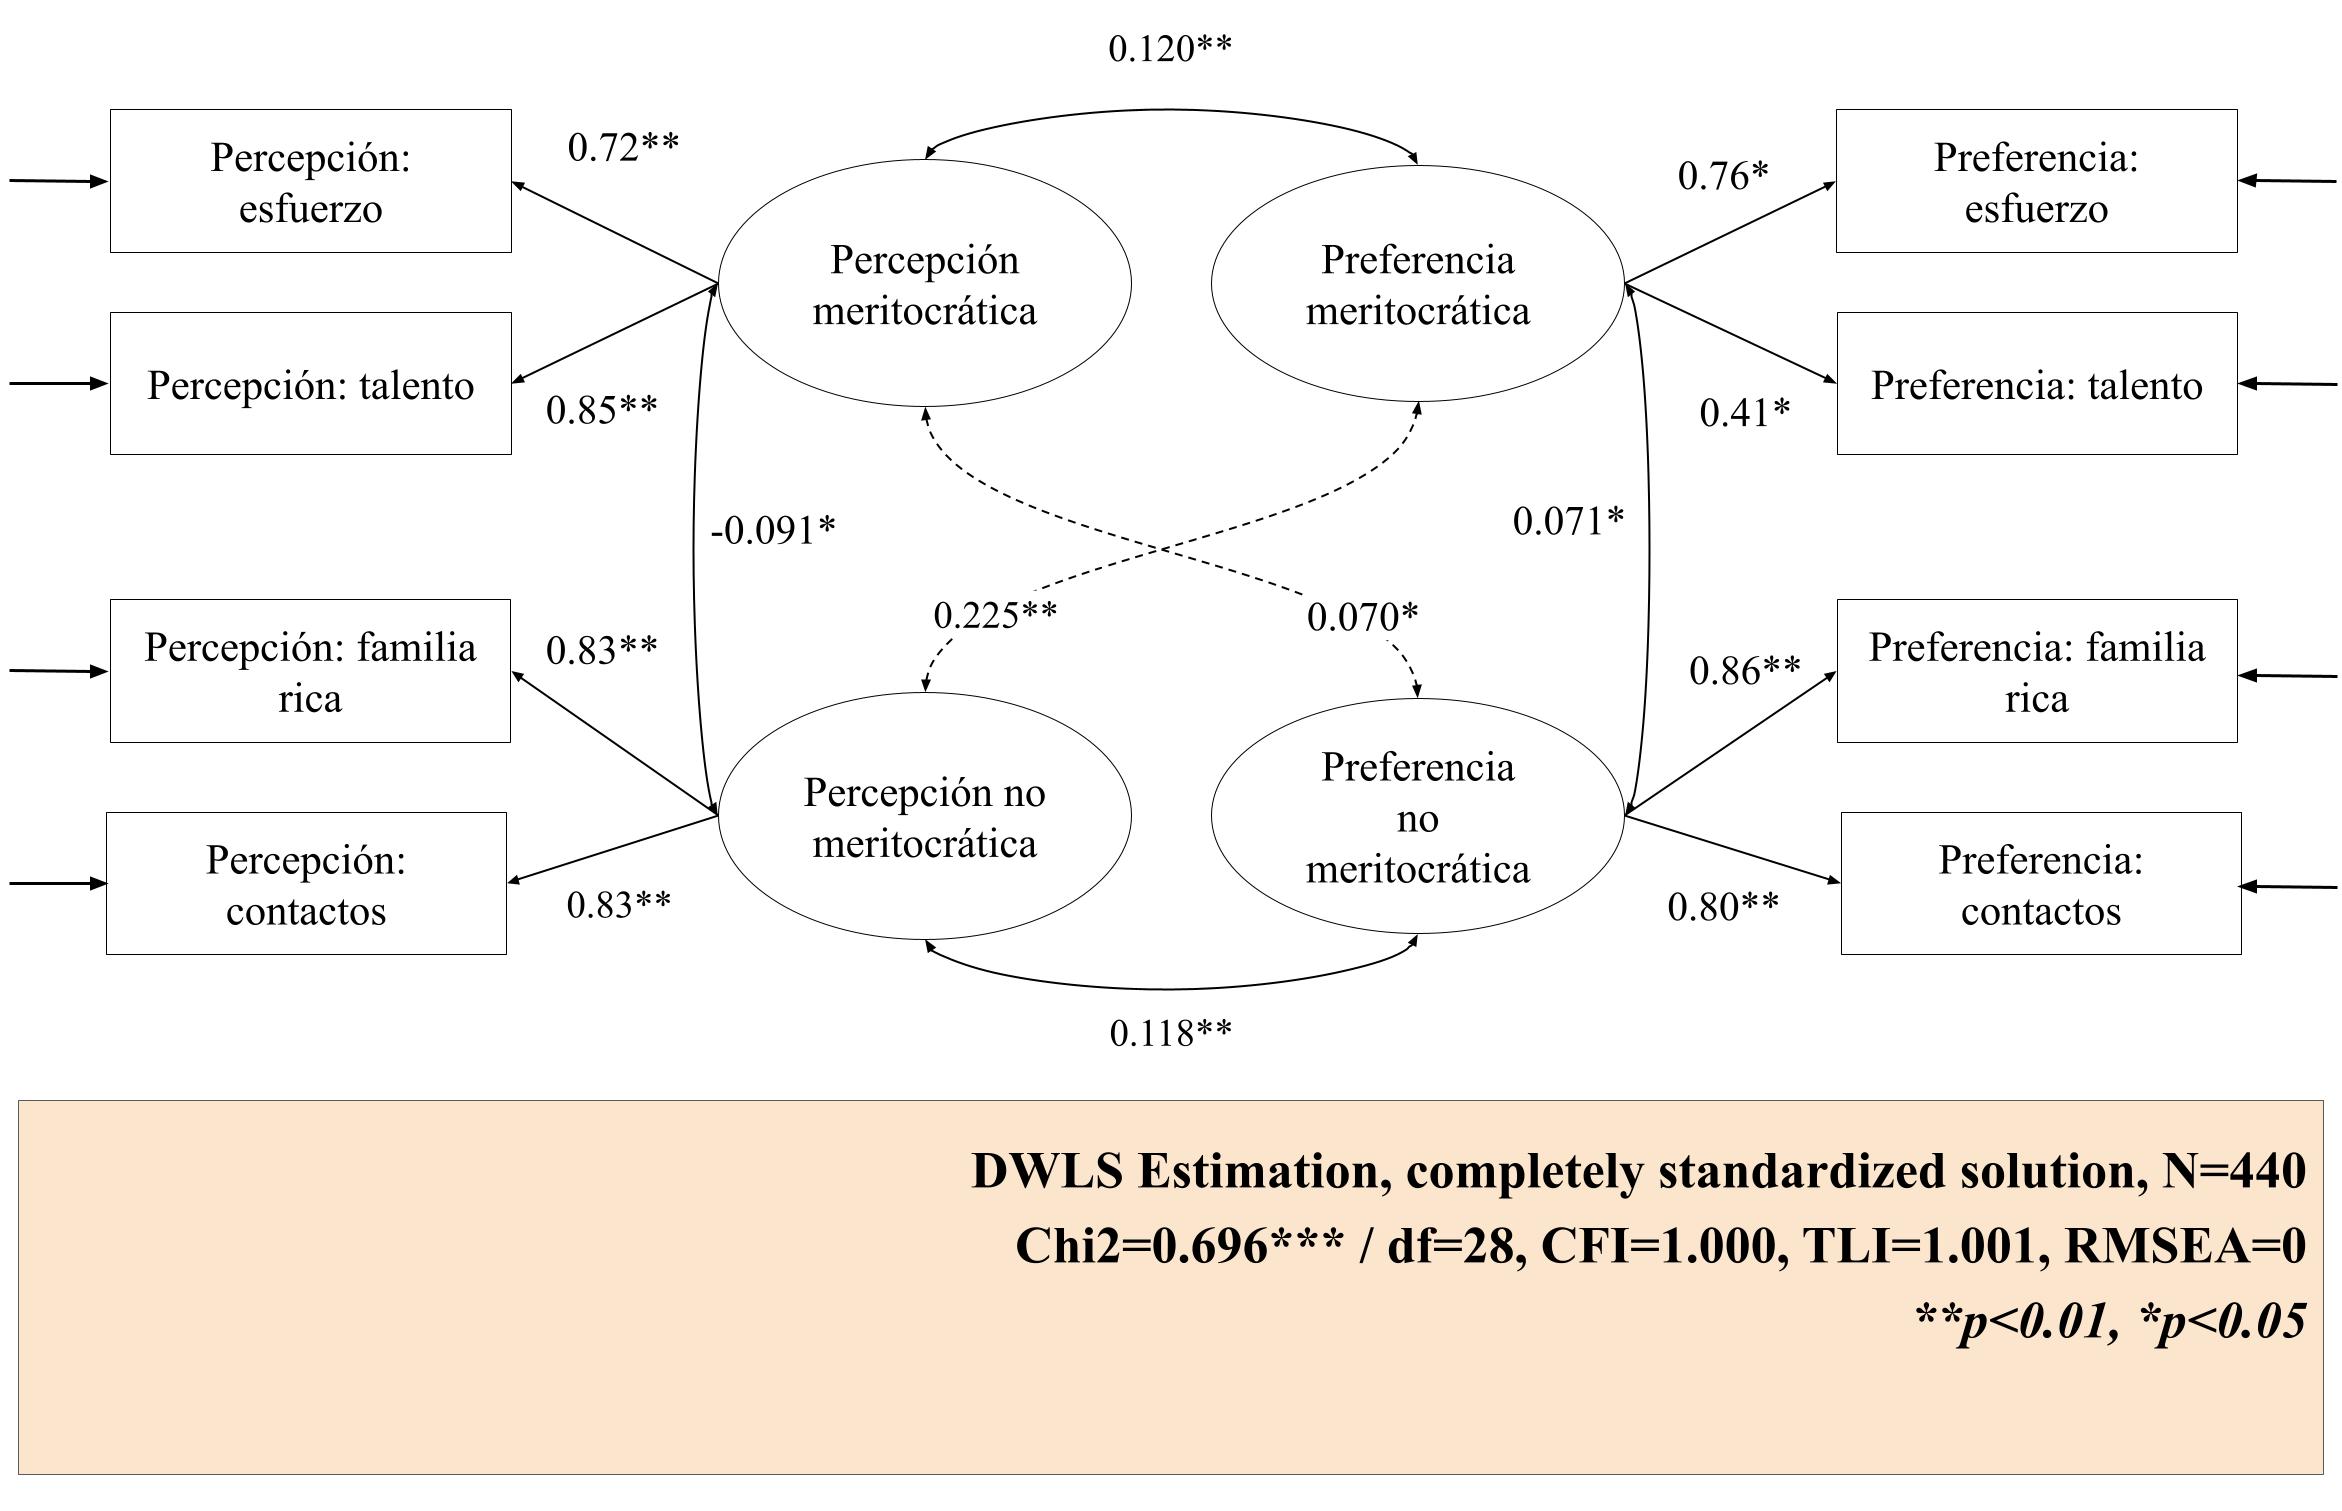 0.120**
Percepción:
esfuerzo
0.72**
Percepción
meritocrática
Preferencia
meritocrática
0.76*
Preferencia:
esfuerzo
Percepción: talento
0.85**
0.41*
Preferencia: talento
-0.091*
0.071*
0.225**
0.070*
Percepción: familia
rica
0.83**
0.86**
Preferencia: familia
rica
Percepción no
meritocrática
Preferencia
no
meritocrática
Percepción:
contactos
0.83**
0.80**
Preferencia:
contactos
0.118**
DWLS Estimation, completely standardized solution, N=440
Chi2=0.696*** / df=28, CFI=1.000, TLI=1.001, RMSEA=0
**p<0.01, *p<0.05